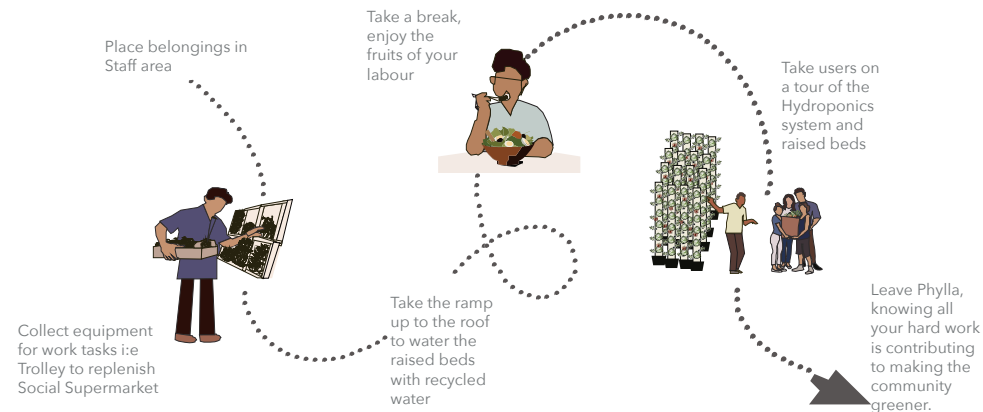 Place belongings in
Staff area
Collect equipment
for work tasks i:e
Trolley to replenish
Social Supermarket
Take the ramp
up to the roof
to water the
raised beds
with recycled
water
Take a break,
enjoy the
fruits of your
labour
Take users on
a tour of the
Hydroponics
system and
raised beds
Leave Phylla,
knowing all
your hard work
is contributing
to making the
community
greener.